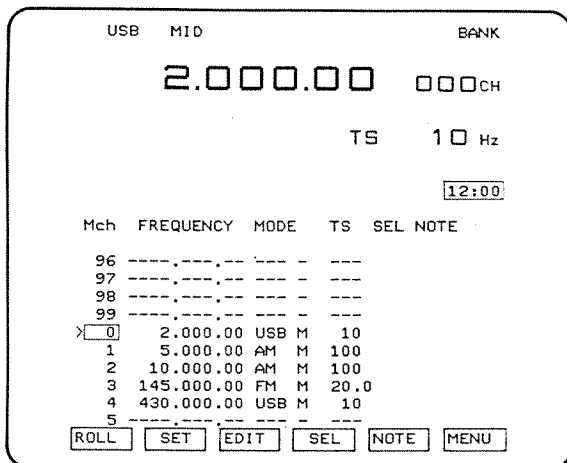 USB MID BANK
2.000.00 000CH
TS 10 Hz
12:00
Mch FREQUENCY MODE TS SEL NOTE
96 ----.---.-- --- - ---
97 ----.---.-- --- - ---
98 ----.---.-- --- - ---
99 ----.---.-- --- - ---
>0 2.000.00 USB M 10
1 5.000.00 AM M 100
2 10.000.00 AM M 100
3 145.000.00 FM M 20.0
4 430.000.00 USB M 10
5 ----.---.-- --- - ---
ROLL SET EDIT SEL NOTE MENU